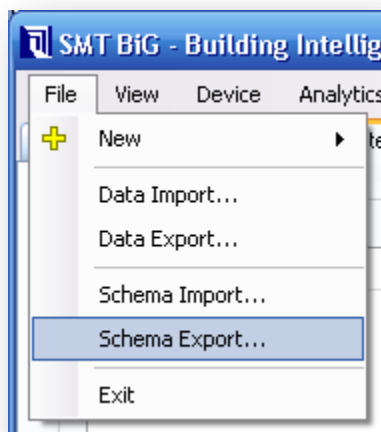 SMT BiG - Building Intellig
File View Device Analytics
New
Data Import...
Data Export...
Schema Import...
Schema Export...
Exit